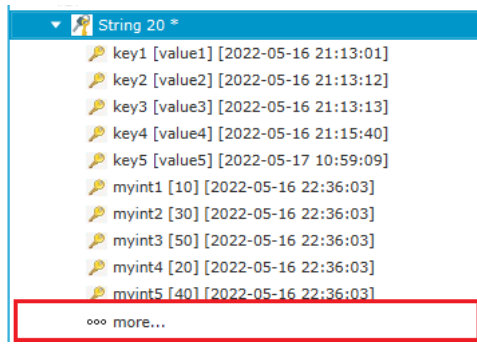 String 20 *
key1 [value1] [2022-05-16 21:13:01]
key2 [value2] [2022-05-16 21:13:12]
key3 [value3] [2022-05-16 21:13:13]
key4 [value4] [2022-05-16 21:15:40]
key5 [value5] [2022-05-17 10:59:09]
myint1 [10] [2022-05-16 22:36:03]
myint2 [30] [2022-05-16 22:36:03]
myint3 [50] [2022-05-16 22:36:03]
myint4 [20] [2022-05-16 22:36:03]
myint5 [40] [2022-05-16 22:36:03]
more...